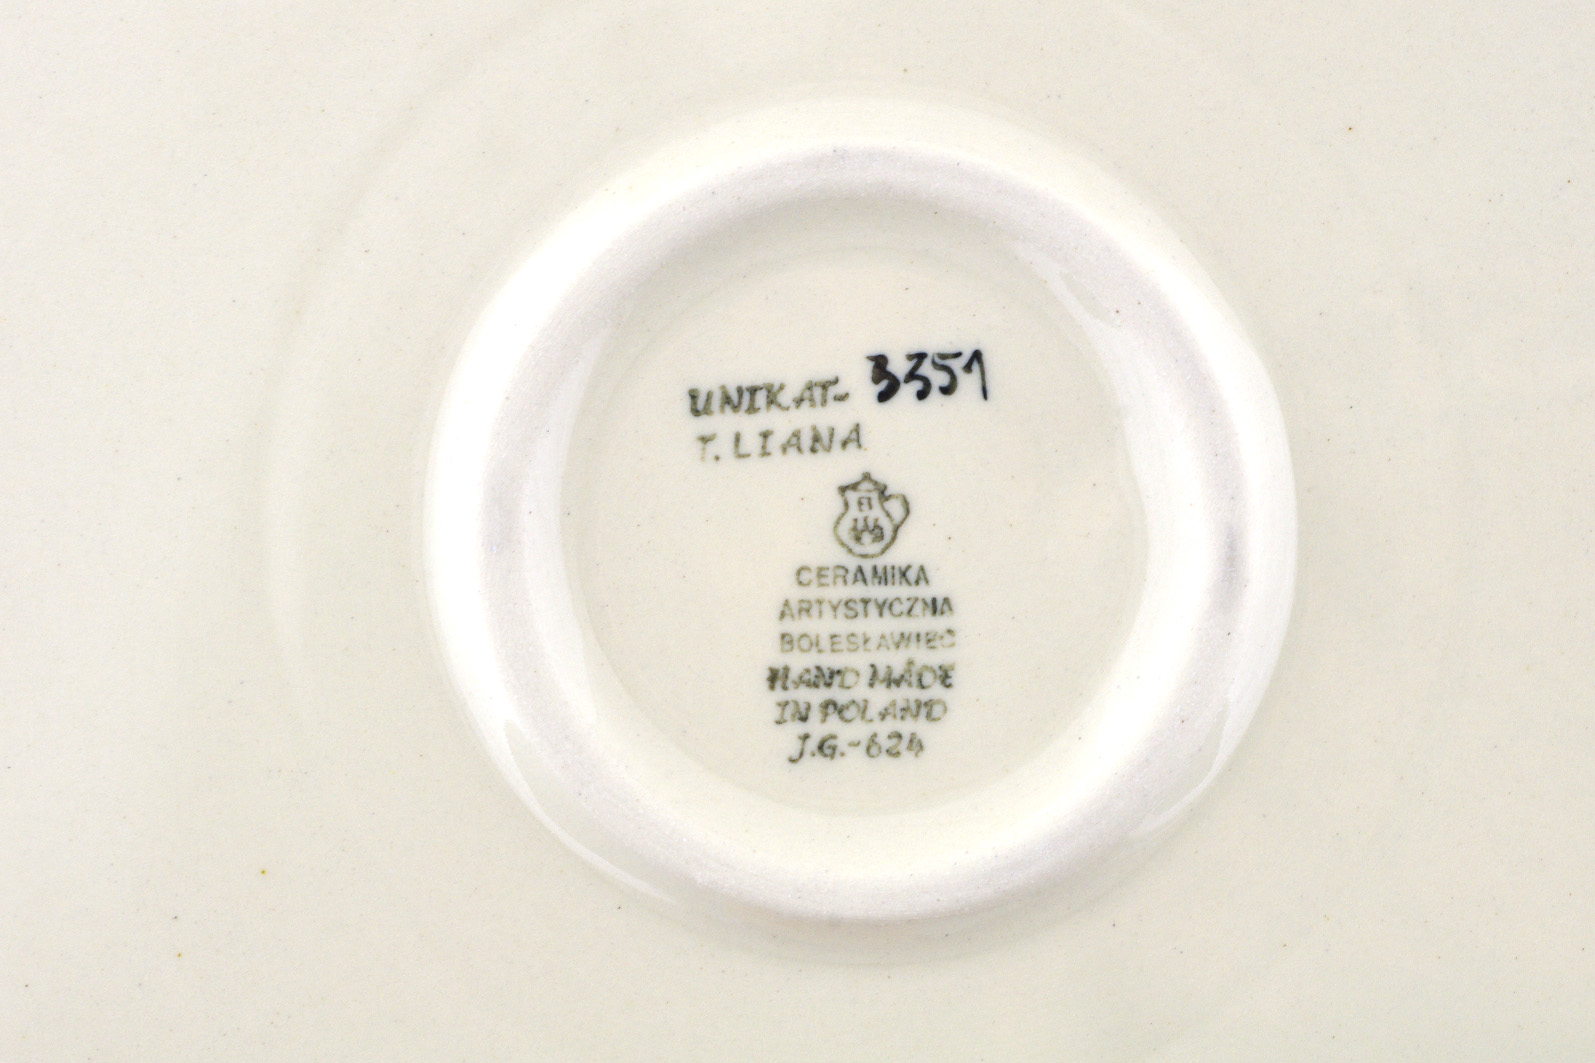 UNIKAT- 3351
T. LIANA
B
CERAMIKA
ARTYSTYCZNA
BOLESŁAWIEC
HAND MADE
IN POLAND
J.G.-624